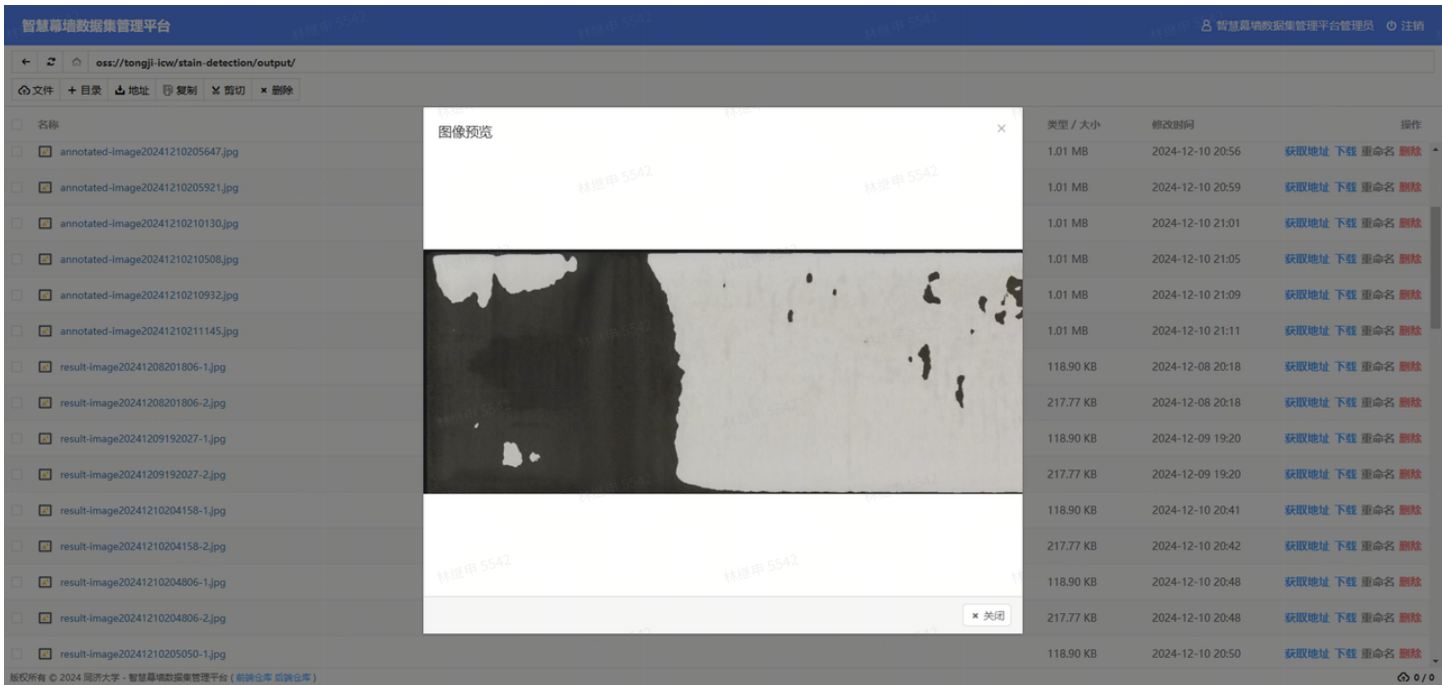 智慧幕墙数据集管理平台 智慧幕墙数据集管理平台管理员 注销
oss://tongji-icw/stain-detection/output/
文件 目录 地址 复制 剪切 删除
名称 类型 / 大小 修改时间 操作
图像预览
annotated-image20241210205647.jpg 1.01 MB 2024-12-10 20:56 获取地址 下载 重命名 删除
annotated-image20241210205921.jpg 1.01 MB 2024-12-10 20:59 获取地址 下载 重命名 删除
annotated-image20241210210130.jpg 1.01 MB 2024-12-10 21:01 获取地址 下载 重命名 删除
annotated-image20241210210508.jpg 1.01 MB 2024-12-10 21:05 获取地址 下载 重命名 删除
annotated-image20241210210932.jpg 1.01 MB 2024-12-10 21:09 获取地址 下载 重命名 删除
annotated-image20241210211145.jpg 1.01 MB 2024-12-10 21:11 获取地址 下载 重命名 删除
result-image20241208201806-1.jpg 118.90 KB 2024-12-08 20:18 获取地址 下载 重命名 删除
result-image20241208201806-2.jpg 217.77 KB 2024-12-08 20:18 获取地址 下载 重命名 删除
result-image20241209192027-1.jpg 118.90 KB 2024-12-09 19:20 获取地址 下载 重命名 删除
result-image20241209192027-2.jpg 217.77 KB 2024-12-09 19:20 获取地址 下载 重命名 删除
result-image20241210204158-1.jpg 118.90 KB 2024-12-10 20:41 获取地址 下载 重命名 删除
result-image20241210204158-2.jpg 217.77 KB 2024-12-10 20:42 获取地址 下载 重命名 删除
result-image20241210204806-1.jpg 118.90 KB 2024-12-10 20:48 获取地址 下载 重命名 删除
result-image20241210204806-2.jpg 217.77 KB 2024-12-10 20:48 获取地址 下载 重命名 删除
result-image20241210205050-1.jpg 118.90 KB 2024-12-10 20:50 获取地址 下载 重命名 删除
林继申 5542
关闭
版权所有 © 2024 同济大学 - 智慧幕墙数据集管理平台 ( 前端仓库 后端仓库 ) 0 / 0